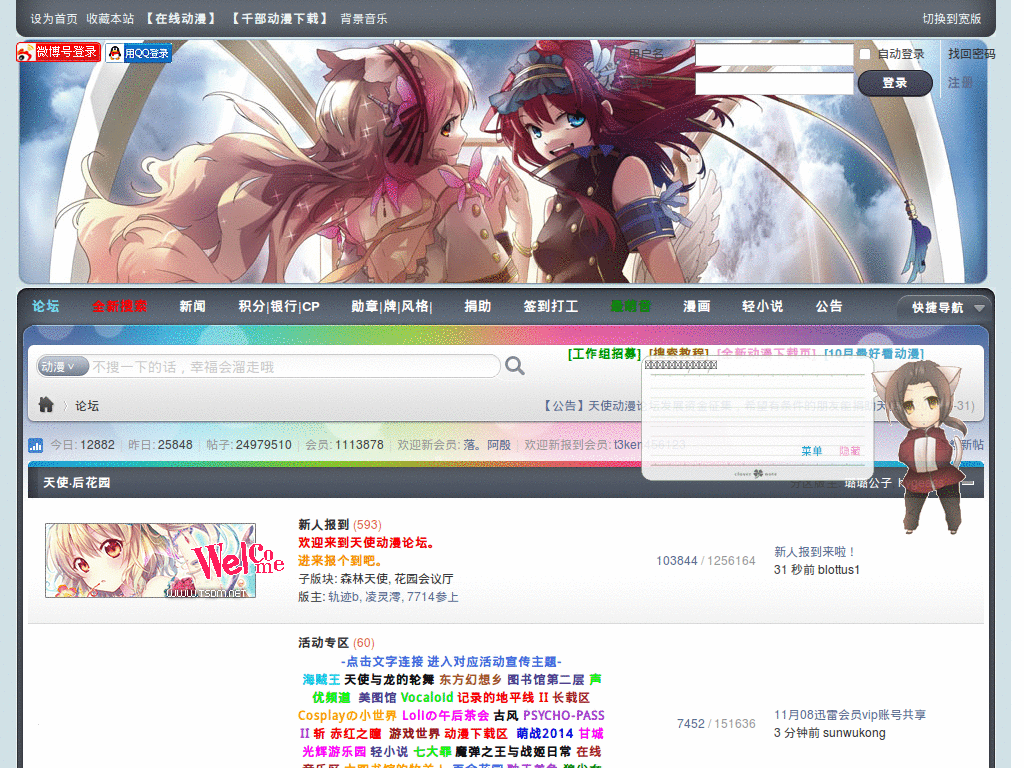 设为首页 收藏本站 【在线动漫】 【千部动漫下载】 背景音乐 切换到宽版
微博号登录 用QQ登录 用户名 自动登录 找回密码
登录 注册
论坛 全新搜索 新闻 积分|银行|CP 勋章|牌|风格| 捐助 签到打工 漫画 轻小说 公告 快捷导航
[工作组招募] [搜索教程] [全新动漫下载页] [10月最好看动漫]
动漫 不搜一下的话，幸福会溜走哦
论坛
今日: 12882 昨日: 25848 帖子: 24979510 会员: 1113878 欢迎新会员: 落。阿殷 欢迎新报到会员: 新帖
菜单 隐藏
clover note
天使·后花园 璐璐公子
Welcome
WWW.TSDM.NET
新人报到 (593)
欢迎来到天使动漫论坛。
进来报个到吧。
子版块: 森林天使, 花园会议厅
版主: 轨迹b, 凌灵澪, 7714参上
103844 / 1256164
新人报到来啦！
31 秒前 blottus1
活动专区 (60)
-点击文字连接 进入对应活动宣传主题-
海贼王 天使与龙的轮舞 东方幻想乡 图书馆第二层 声
优频道 美图馆 Vocaloid 记录的地平线 II 长载区
Cosplayの小世界 Loliの午后茶会 古风 PSYCHO-PASS
II 斩 赤红之瞳 游戏世界 动漫下载区 萌战2014 甘城
光辉游乐园 轻小说 七大罪 魔弹之王与战姬日常 在线
7452 / 151636
11月08迅雷会员vip账号共享
3 分钟前 sunwukong